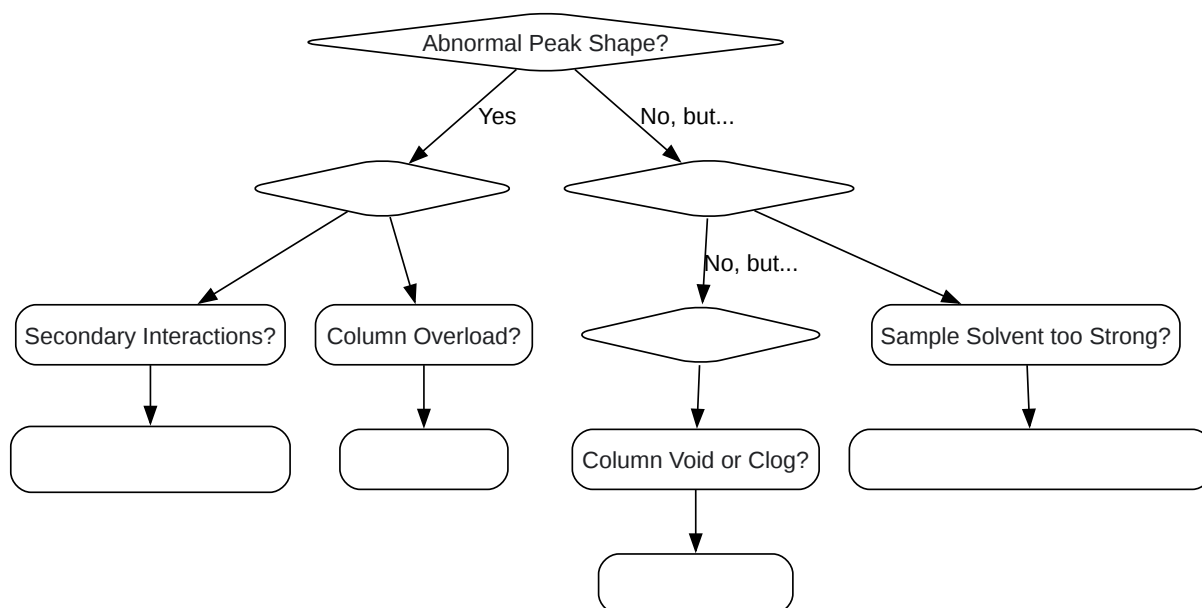 Abnormal Peak Shape?
Yes
No, but...
No, but...
Secondary Interactions?
Column Overload?
Sample Solvent too Strong?
Column Void or Clog?